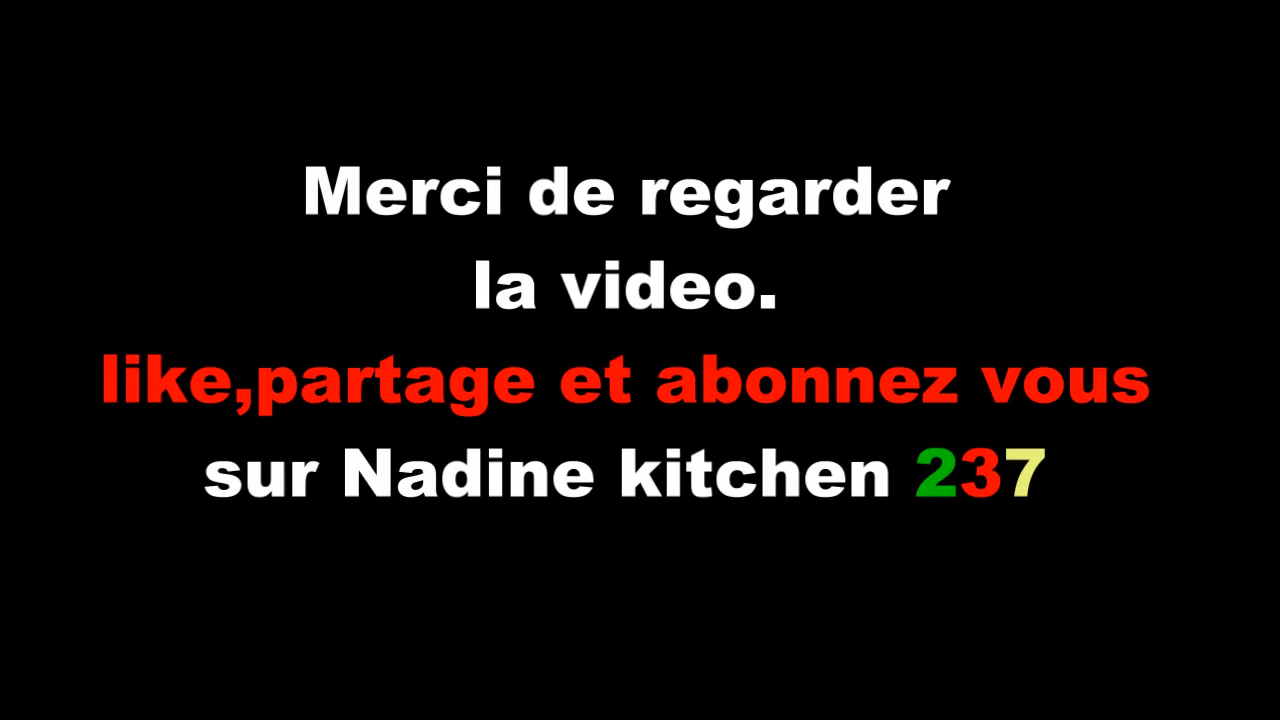 Merci de regarder
la video.
like,partage et abonnez vous
sur Nadine kitchen 237